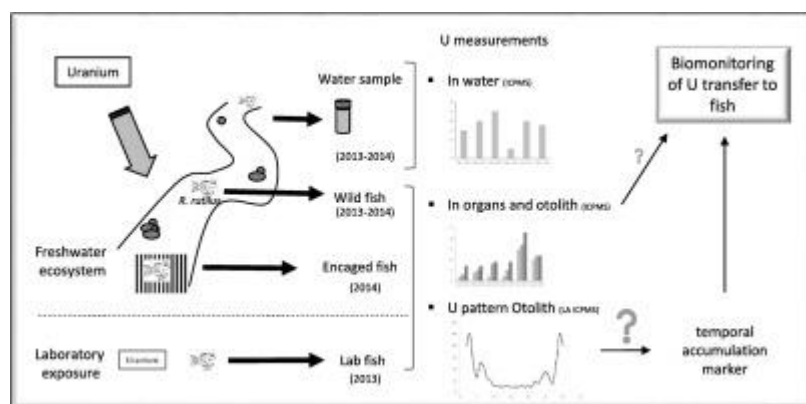 Uranium
Freshwater
ecosystem
R. rutilus
Water sample
(2013-2014)
Wild fish
(2013-2014)
Encaged fish
(2014)
Laboratory
exposure
Uranium
Lab fish
(2013)
U measurements
▪ In water (ICPMS)
▪ In organs and otolith (ICPMS)
▪ U pattern Otolith (LA ICPMS)
?
?
Biomonitoring
of U transfer to
fish
temporal
accumulation
marker